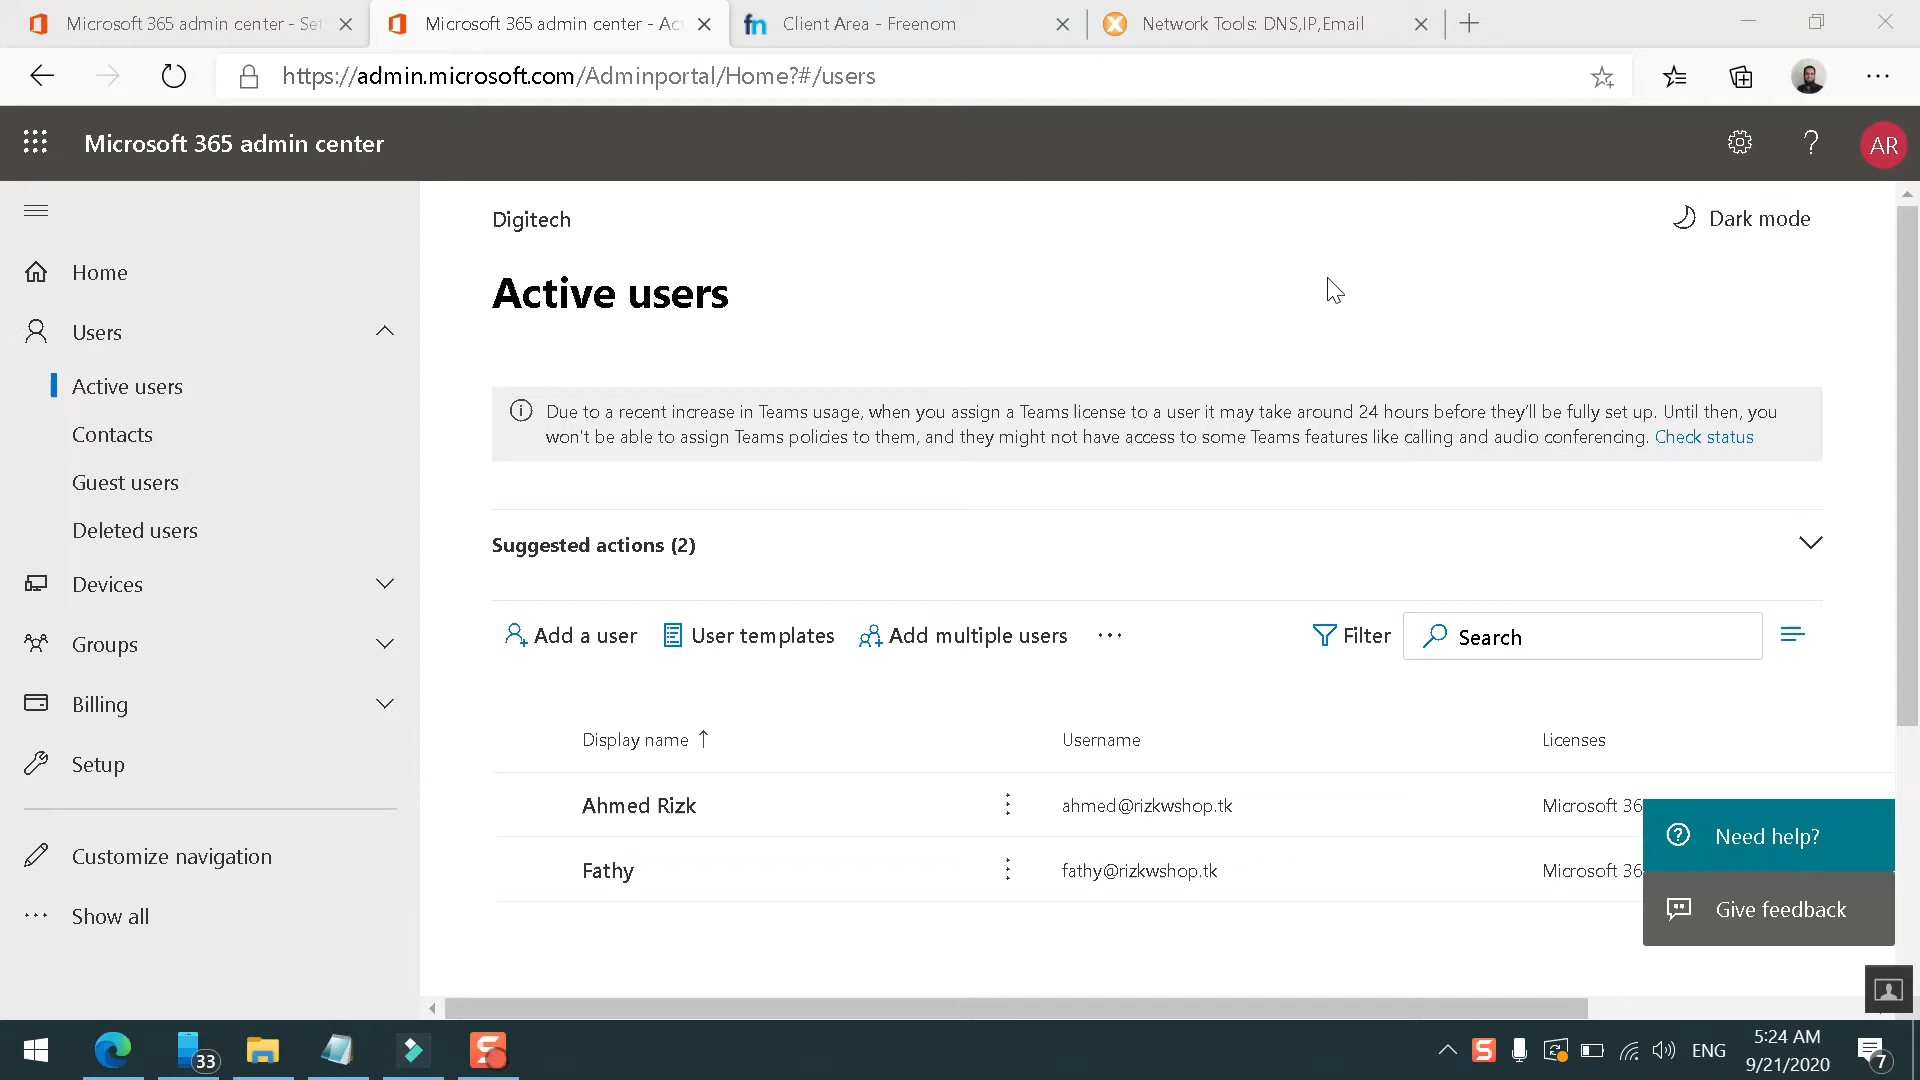 Microsoft 365 admin center - Set
Microsoft 365 admin center - Ac
fn Client Area - Freenom
Network Tools: DNS,IP,Email
https://admin.microsoft.com/Adminportal/Home?#/users
Microsoft 365 admin center
?
AR
Digitech
Dark mode
Home
Users
Active users
Contacts
Guest users
Deleted users
Devices
Groups
Billing
Setup
Customize navigation
Show all
Active users
Due to a recent increase in Teams usage, when you assign a Teams license to a user it may take around 24 hours before they'll be fully set up. Until then, you
won't be able to assign Teams policies to them, and they might not have access to some Teams features like calling and audio conferencing. Check status
Suggested actions (2)
Add a user User templates Add multiple users ··· Filter Search
Display name ↑ Username Licenses
Ahmed Rizk ahmed@rizkwshop.tk Microsoft 36
Fathy fathy@rizkwshop.tk Microsoft 36
Need help?
Give feedback
33
S
ENG
5:24 AM
9/21/2020
7